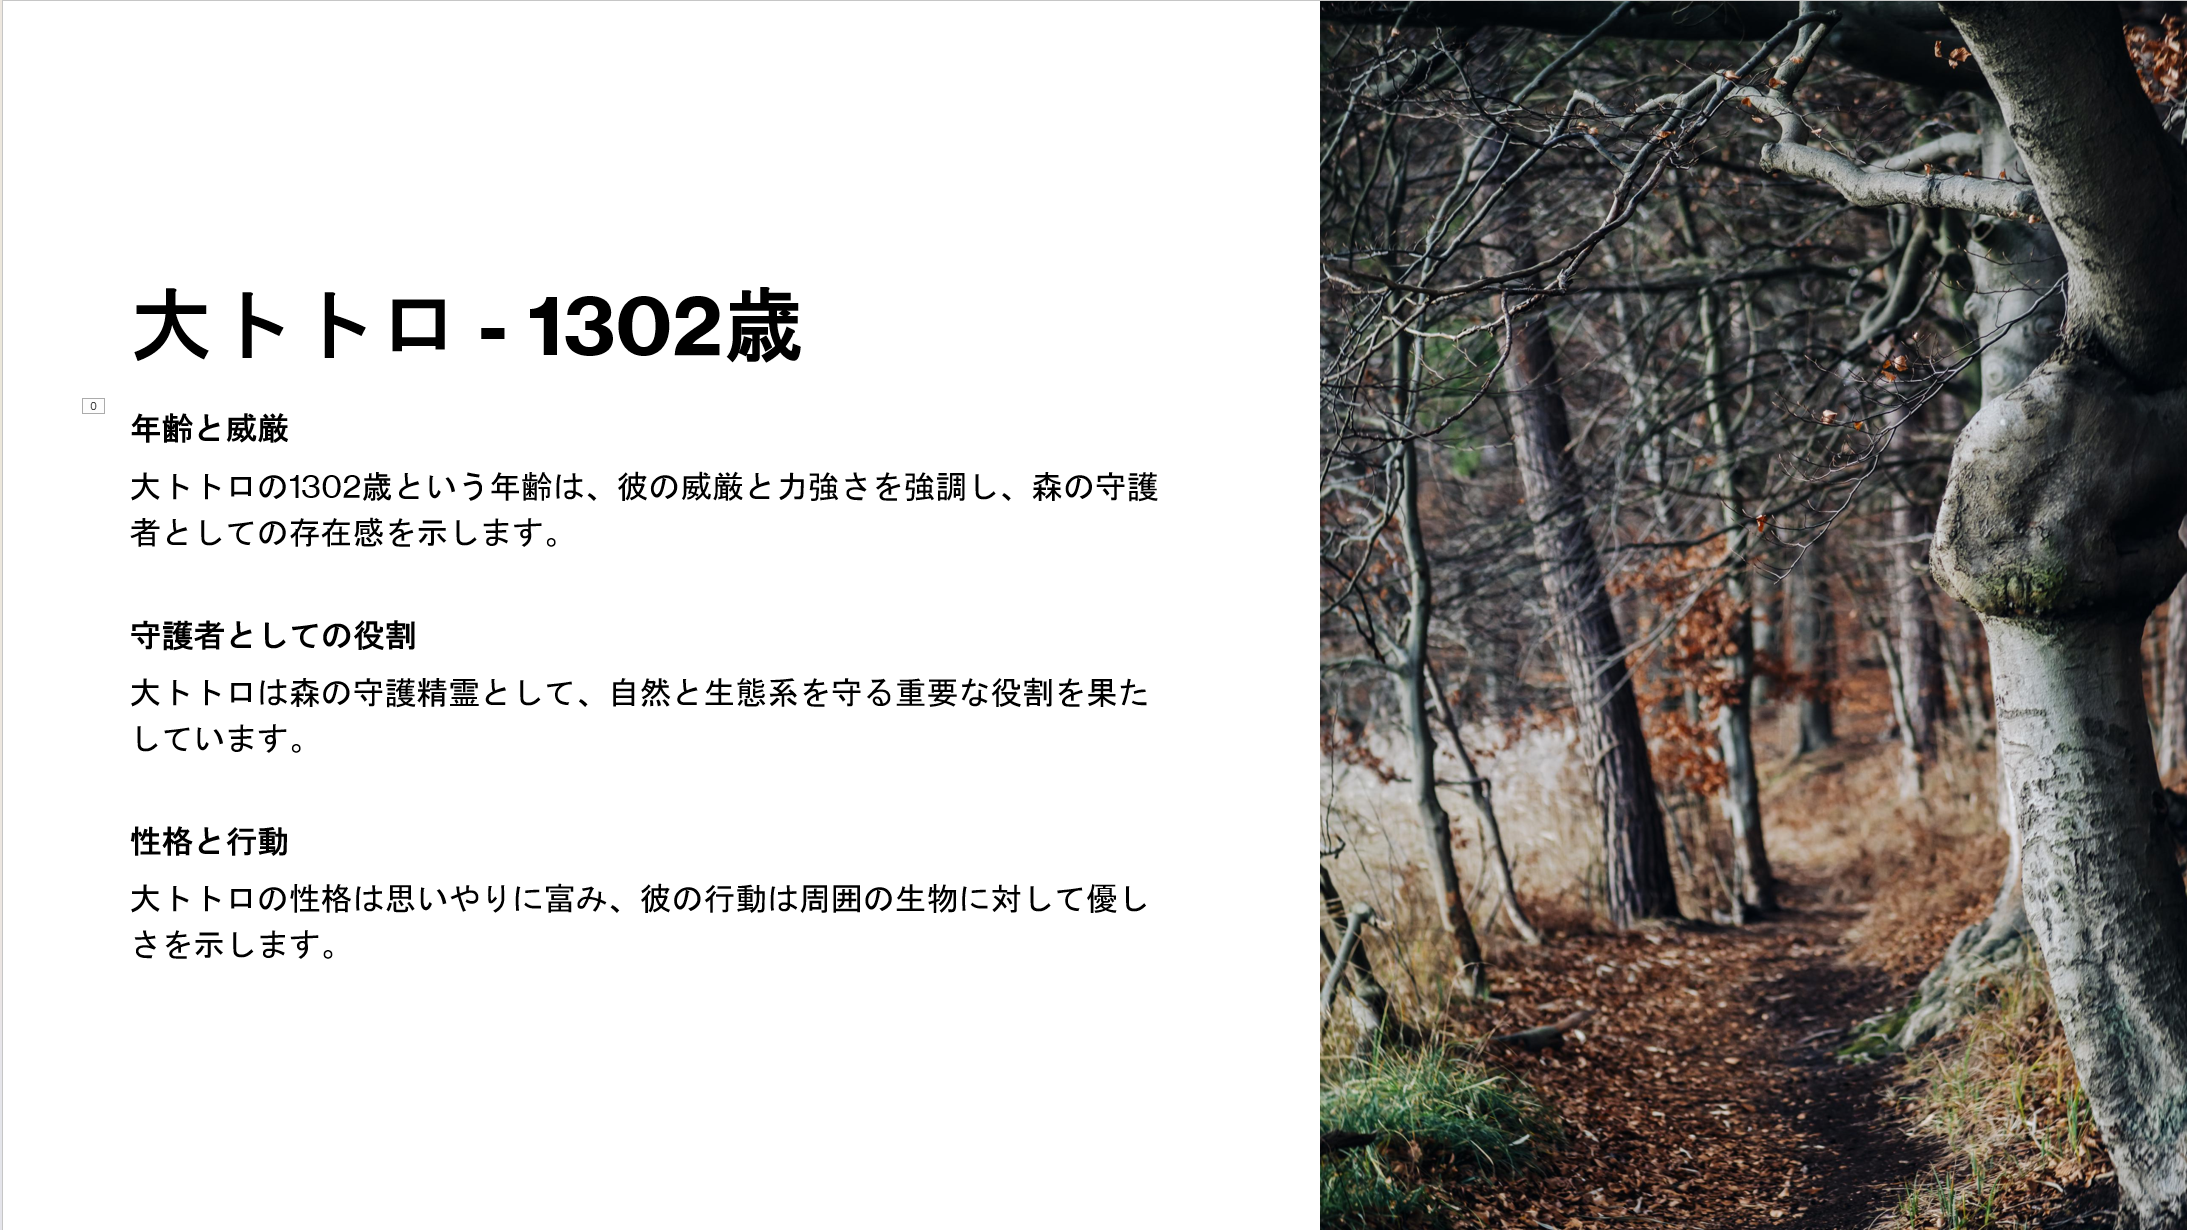 大トトロ - 1302歳
0
年齢と威厳
大トトロの1302歳という年齢は、彼の威厳と力強さを強調し、森の守護
者としての存在感を示します。
守護者としての役割
大トトロは森の守護精霊として、自然と生態系を守る重要な役割を果た
しています。
性格と行動
大トトロの性格は思いやりに富み、彼の行動は周囲の生物に対して優し
さを示します。